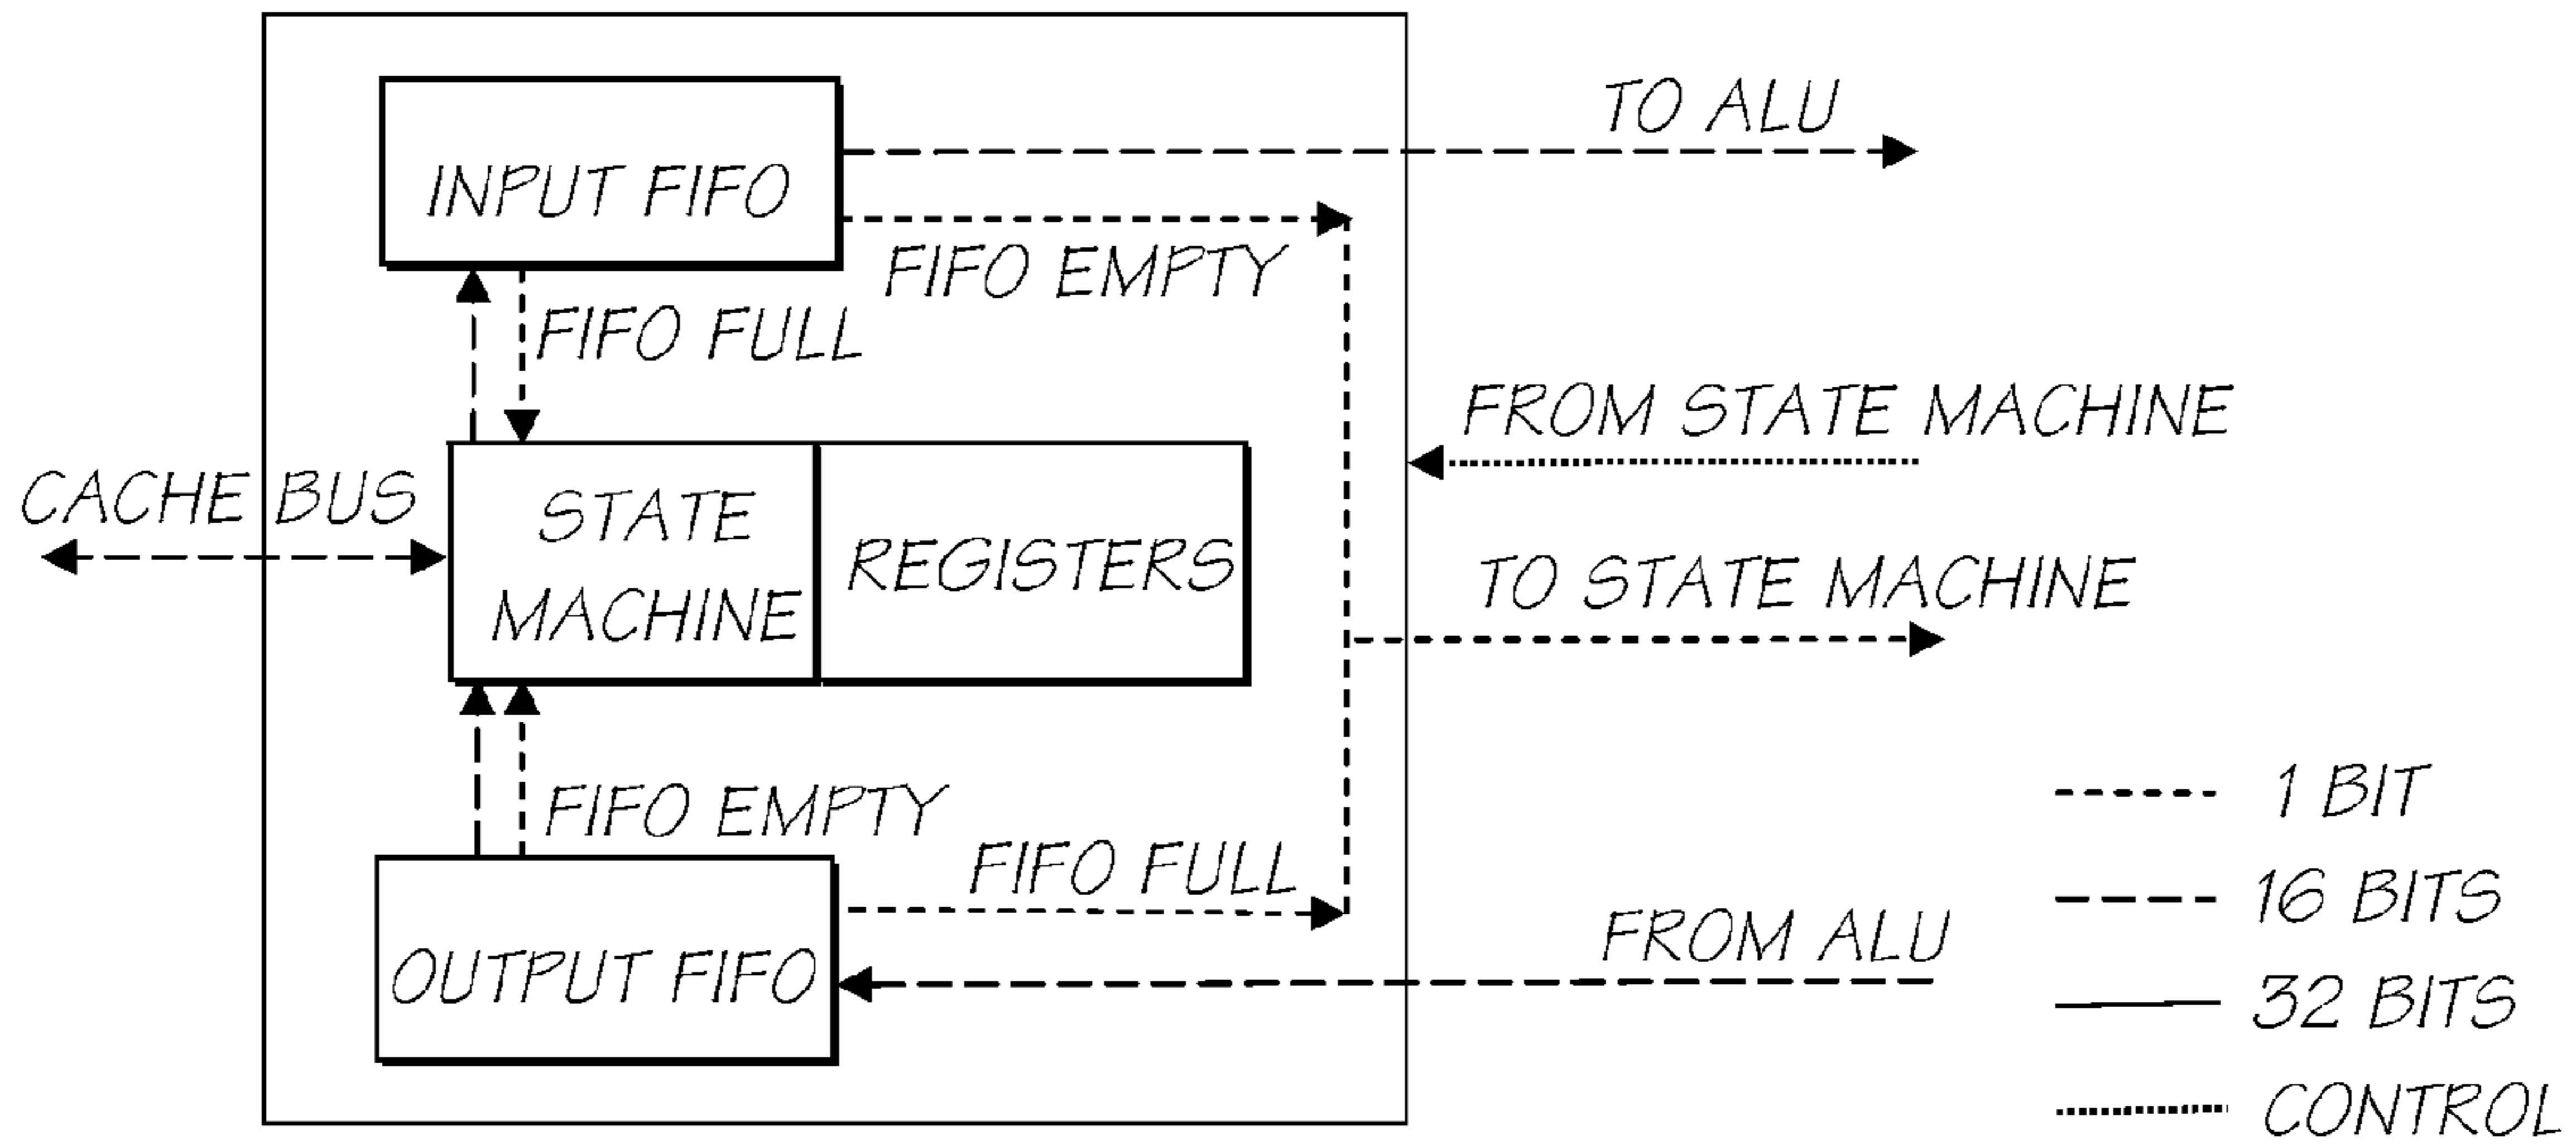 TO ALU
INPUT FIFO
FIFO EMPTY
FIFO FULL
FROM STATE MACHINE
CACHE BUS
STATE
MACHINE
REGISTERS
TO STATE MACHINE
FIFO EMPTY
FIFO FULL
OUTPUT FIFO
FROM ALU
1 BIT
16 BITS
32 BITS
CONTROL